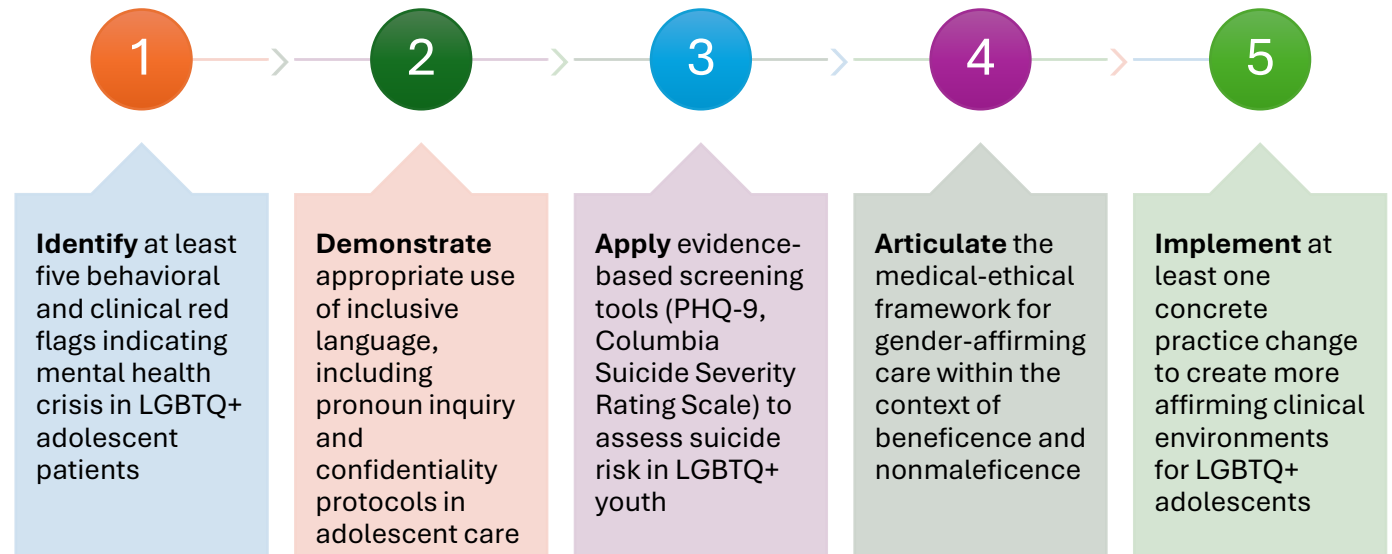 1
2
3
4
5
Identify at least
five behavioral
and clinical red
flags indicating
mental health
crisis in LGBTQ+
adolescent
patients
Demonstrate
appropriate use
of inclusive
language,
including
pronoun inquiry
and
confidentiality
protocols in
adolescent care
Apply evidence-
based screening
tools (PHQ-9,
Columbia
Suicide Severity
Rating Scale) to
assess suicide
risk in LGBTQ+
youth
Articulate the
medical-ethical
framework for
gender-affirming
care within the
context of
beneficence and
nonmaleficence
Implement at
least one
concrete
practice change
to create more
affirming clinical
environments
for LGBTQ+
adolescents